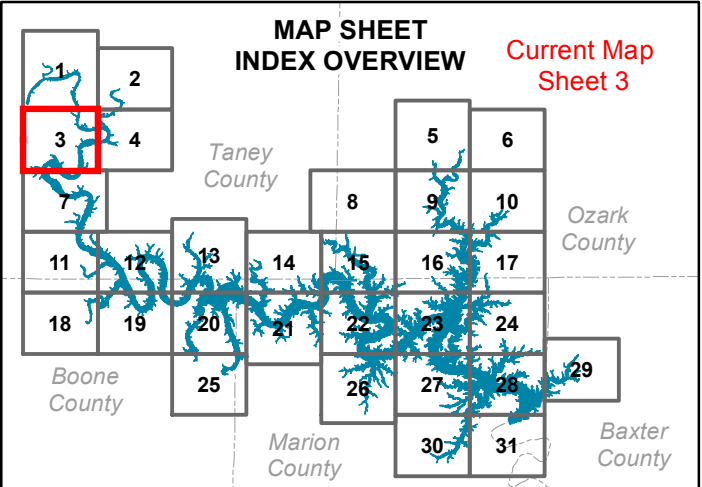 MAP SHEET
INDEX OVERVIEW
Current Map
Sheet 3
1
2
3
4
5
6
Taney
County
7
8
9
10
Ozark
County
11
12
13
14
15
16
17
18
19
20
21
22
23
24
Boone
County
25
26
27
28
29
Marion
County
30
31
Baxter
County